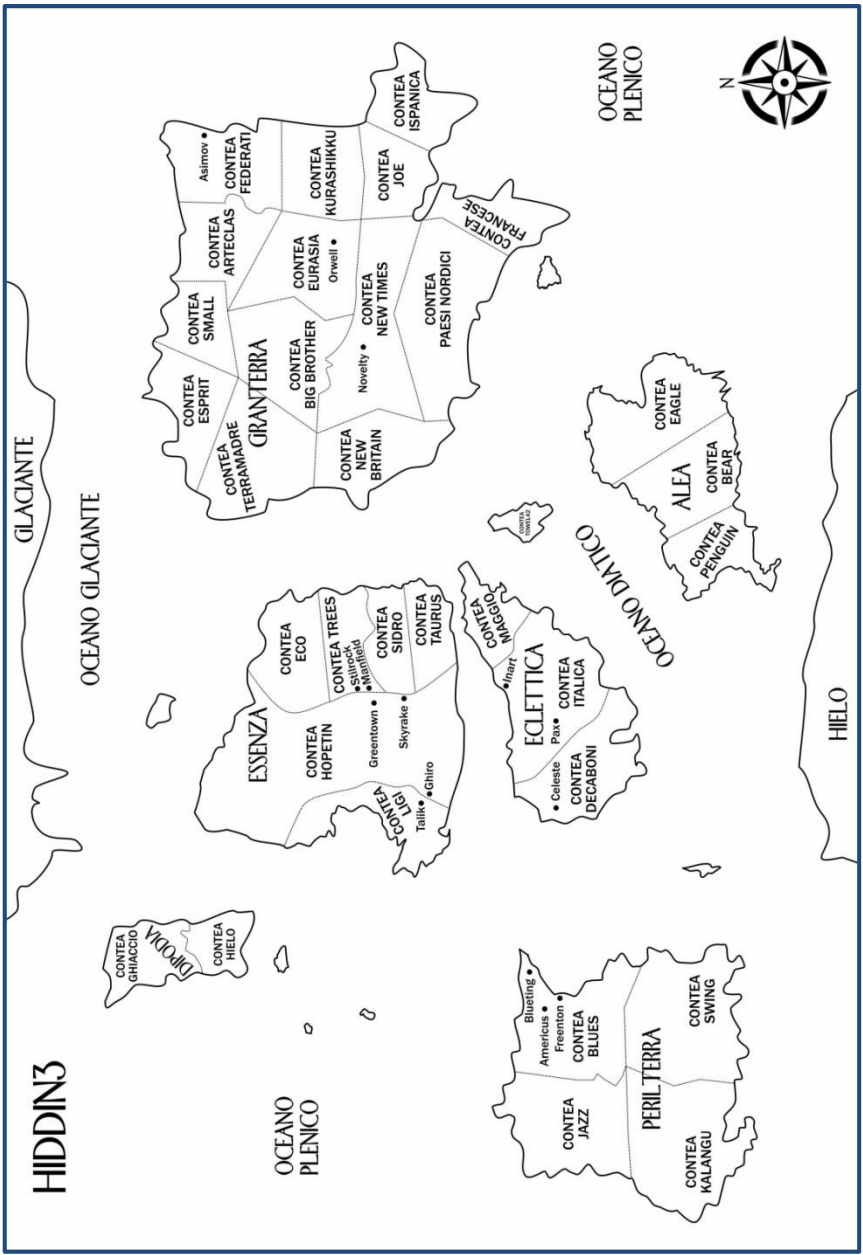 HIDDIN3
GLACIANTE
OCEANO GLACIANTE
OCEANO
PLENICO
CONTEA
GHIACCIO
DIPODIA
CONTEA
HIELO
ESSENZA
CONTEA
HOPETIN
CONTEA
ECO
CONTEA TREES
Stilrock
Manfield
CONTEA
SIDRO
CONTEA
TAURUS
Greentown
Skyrake
CONTEA
LIGI
Talik
Ghiro
GRANTERRA
CONTEA
TERRAMADRE
CONTEA
ESPRIT
CONTEA
SMALL
CONTEA
ARTECLAS
Asimov
CONTEA
FEDERATI
CONTEA
NEW
BRITAIN
CONTEA
BIG BROTHER
CONTEA
EURASIA
Orwell
CONTEA
KURASHIKKU
Novelty
CONTEA
NEW TIMES
CONTEA
JOE
CONTEA
ISPANICA
CONTEA
PAESI NORDICI
CONTEA
FRANCESE
OCEANO
PLENICO
N
CONTEA
TOWEL42
ECLETTICA
CONTEA
MAGGIO
Inart
CONTEA
ITALICA
Pax
Celeste
CONTEA
DECABONI
OCEANO DIATICO
ALEA
CONTEA
EAGLE
CONTEA
BEAR
CONTEA
PENGUIN
PERILTERRA
CONTEA
JAZZ
Blueting
Americus
Freenton
CONTEA
BLUES
CONTEA
KALANGU
CONTEA
SWING
HIELO